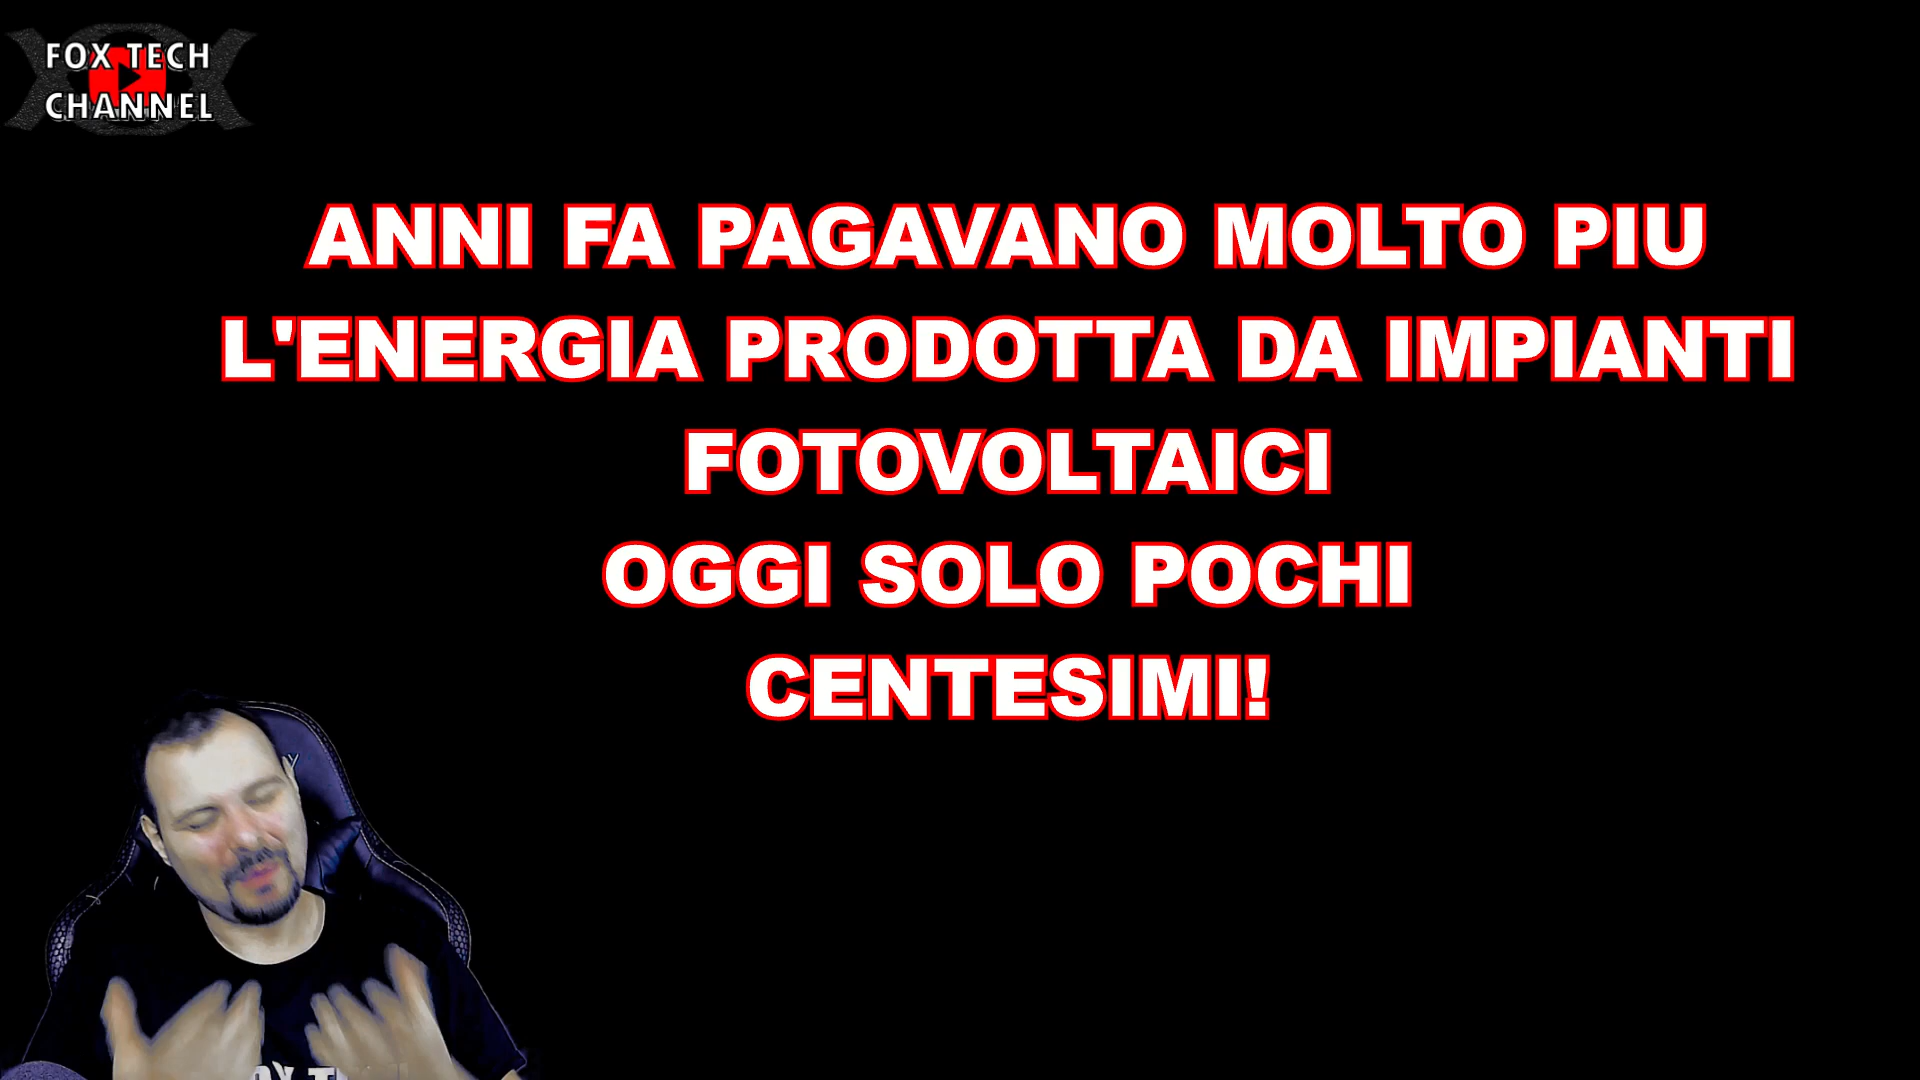 FOX TECH
CHANNEL
ANNI FA PAGAVANO MOLTO PIU
L'ENERGIA PRODOTTA DA IMPIANTI
FOTOVOLTAICI
OGGI SOLO POCHI
CENTESIMI!